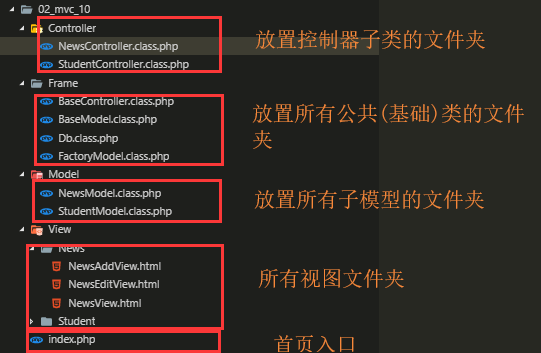 02_mvc_10
Controller
NewsController.class.php
放置控制器子类的文件夹
StudentController.class.php
Frame
BaseController.class.php
BaseModel.class.php
放置所有公共(基础)类的文件
夹
Db.class.php
FactoryModel.class.php
Model
NewsModel.class.php
放置所有子模型的文件夹
StudentModel.class.php
View
News
NewsAddView.html
所有视图文件夹
NewsEditView.html
NewsView.html
Student
index.php
首页入口